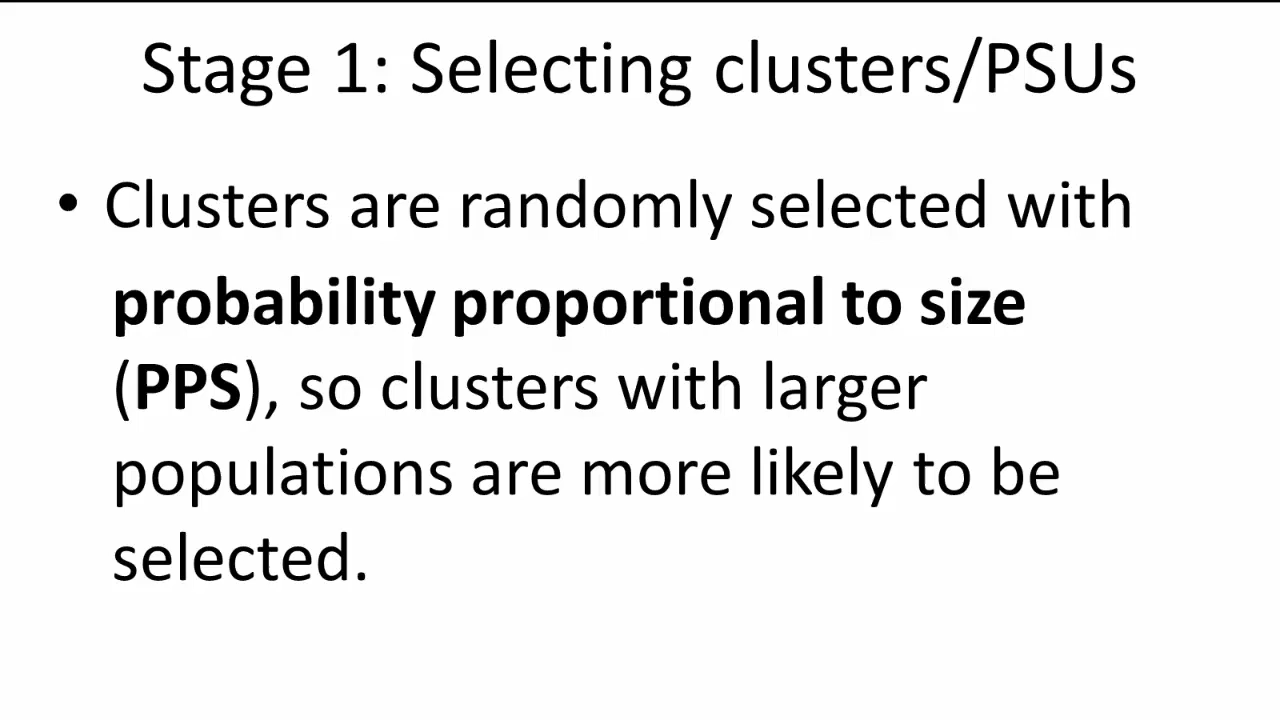 Stage 1: Selecting clusters/PSUs
• Clusters are randomly selected with
probability proportional to size
(PPS), so clusters with larger
populations are more likely to be
selected.